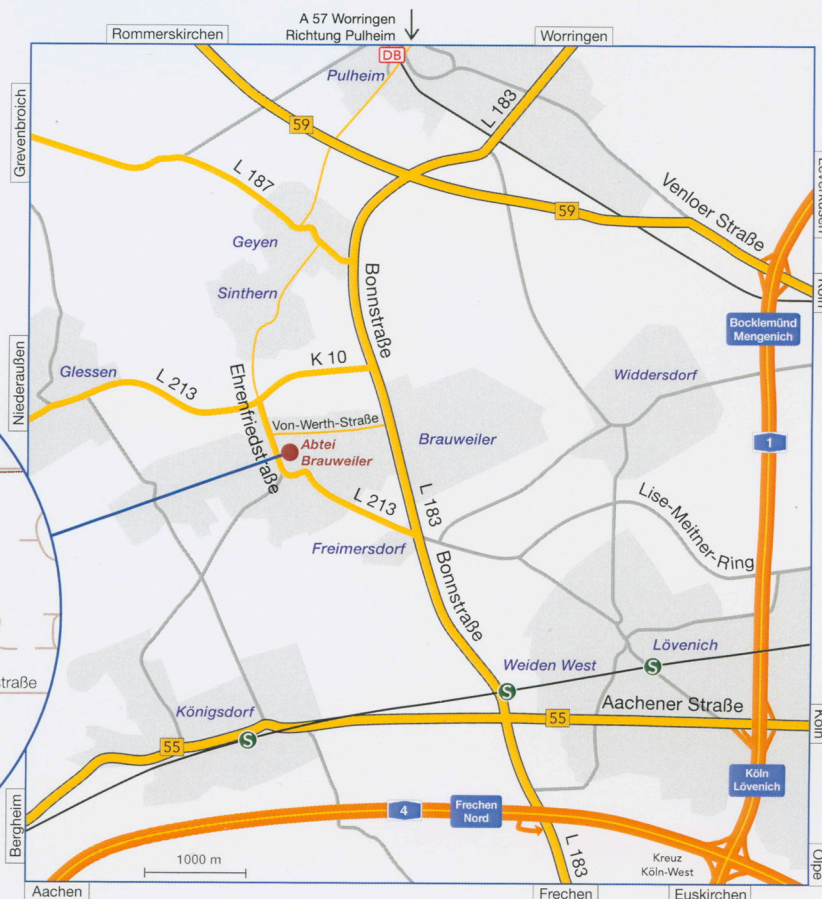 A 57 Worringen
Richtung Pulheim
Rommerskirchen
Worringen
DB
Pulheim
L 183
Grevenbroich
59
L 187
Venloer Straße
59
Geyen
Sinthern
Bonnstraße
Köln
Bocklemünd
Mengenich
Niederaußen
Glessen
L 213
K 10
Widdersdorf
Ehrenfriedstraße
Von-Werth-Straße
Abtei
Brauweiler
Brauweiler
1
L 213
L 183
Lise-Meitner-Ring
Freimersdorf
Bonnstraße
Lövenich
S
Weiden West
S
straße
Königsdorf
Aachener Straße
55
55
S
Köln
Köln
Lövenich
Bergheim
4
Frechen
Nord
L 183
1000 m
Kreuz
Köln-West
Olpe
Aachen
Frechen
Euskirchen